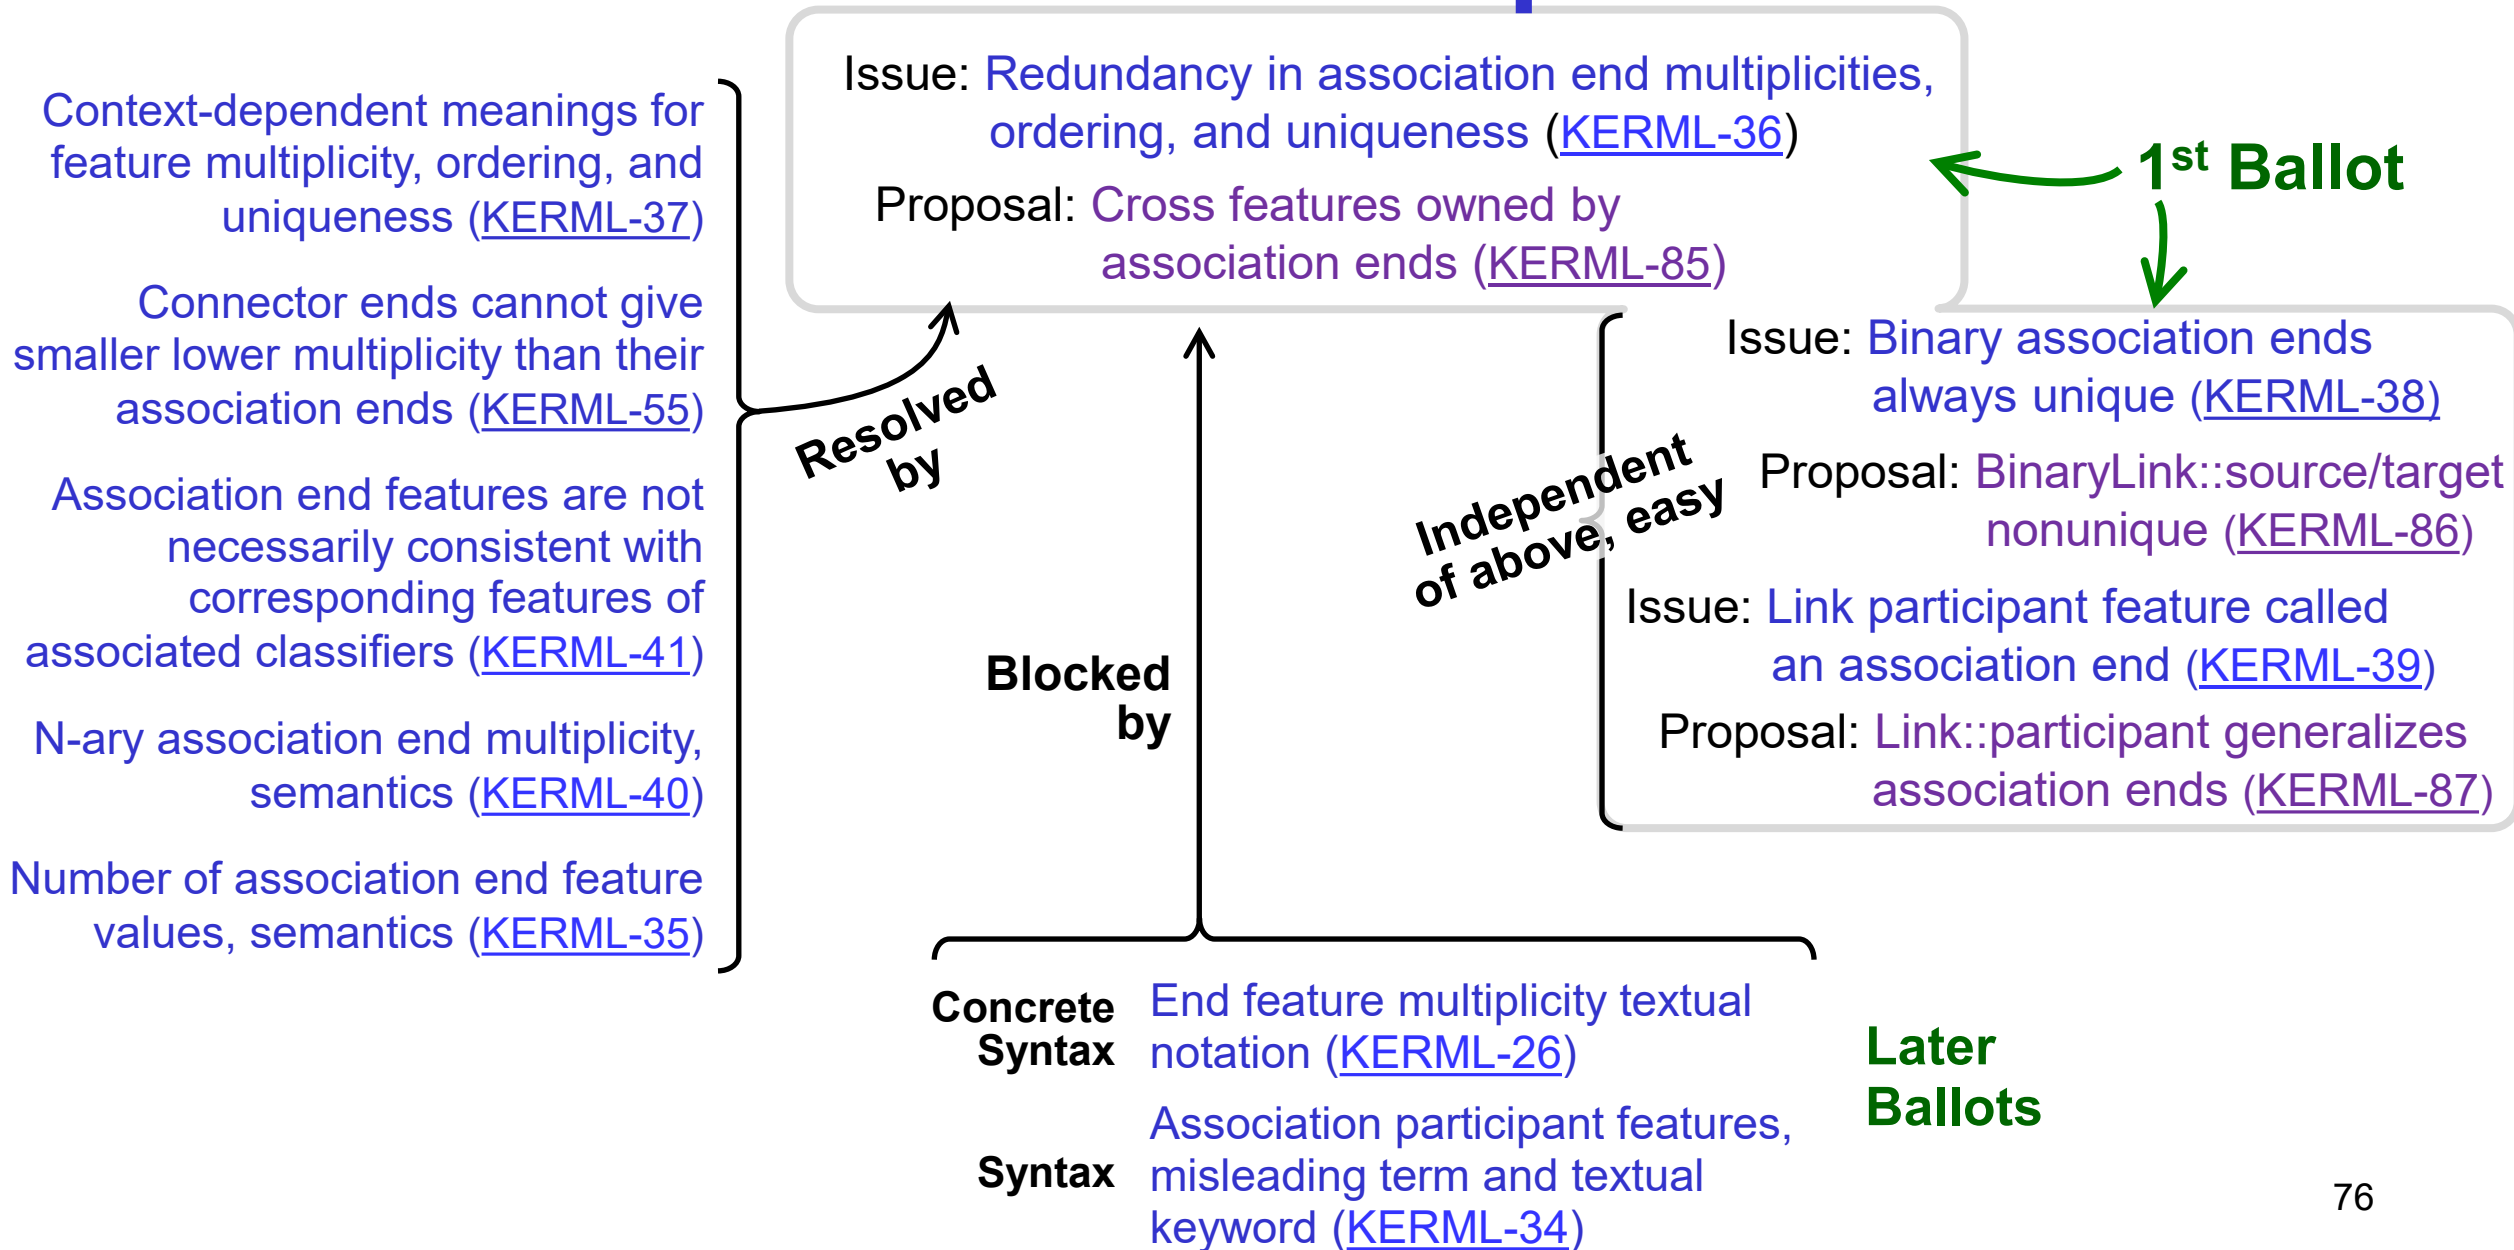 Context-dependent meanings for
feature multiplicity, ordering, and
uniqueness (KERML-37)
Connector ends cannot give
smaller lower multiplicity than their
association ends (KERML-55)
Association end features are not
necessarily consistent with
corresponding features of
associated classifiers (KERML-41)
N-ary association end multiplicity,
semantics (KERML-40)
Number of association end feature
values, semantics (KERML-35)
Resolved
by
Issue: Redundancy in association end multiplicities,
ordering, and uniqueness (KERML-36)
Proposal: Cross features owned by
association ends (KERML-85)
1st Ballot
Independent
of above, easy
Issue: Binary association ends
always unique (KERML-38)
Proposal: BinaryLink::source/target
nonunique (KERML-86)
Issue: Link participant feature called
an association end (KERML-39)
Proposal: Link::participant generalizes
association ends (KERML-87)
Blocked
by
Concrete
Syntax
End feature multiplicity textual
notation (KERML-26)
Syntax
Association participant features,
misleading term and textual
keyword (KERML-34)
Later
Ballots
76